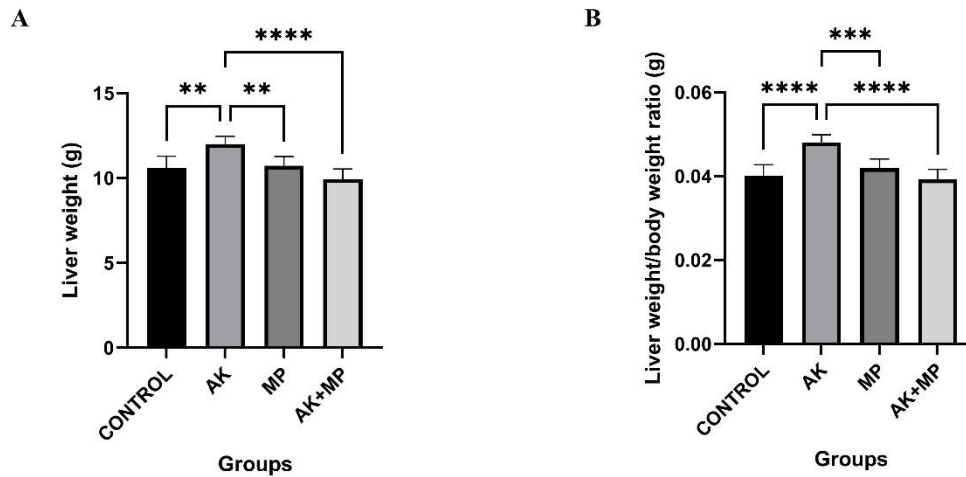 A
Liver weight (g)
15
10
5
0
****
**
**
CONTROL
AK
MP
AK+MP
Groups
B
Liver weight/body weight ratio (g)
0.06
0.04
0.02
0.00
***
****
****
CONTROL
AK
MP
AK+MP
Groups